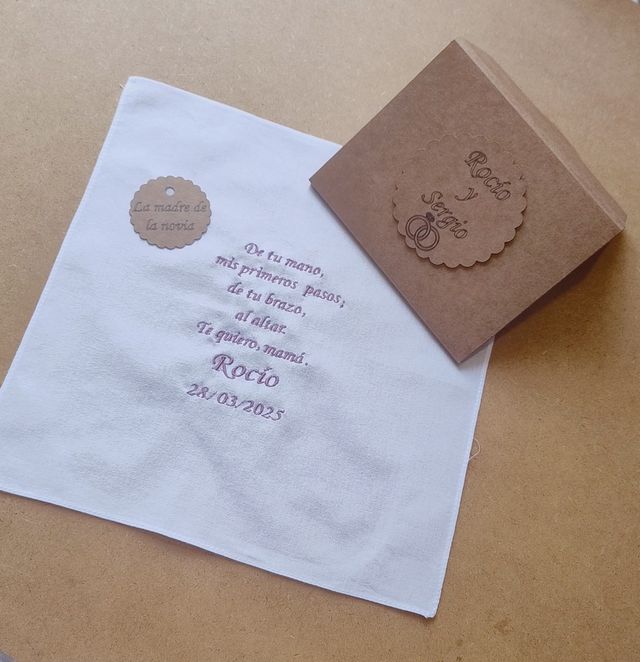 La madre de
la novia
De tu mano,
mis primeros pasos;
de tu brazo,
al altar.
Te quiero, mamá.
Rocío
28/03/2025
Rocío
y
Sergio